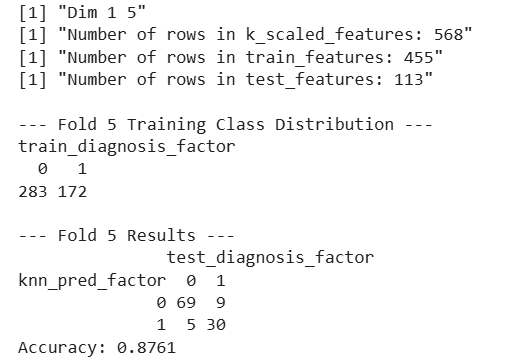 [1] "Dim 1 5"
[1] "Number of rows in k_scaled_features: 568"
[1] "Number of rows in train_features: 455"
[1] "Number of rows in test_features: 113"
--- Fold 5 Training Class Distribution ---
train_diagnosis_factor
0 1
283 172
--- Fold 5 Results ---
test_diagnosis_factor
knn_pred_factor 0 1
0 69 9
1 5 30
Accuracy: 0.8761